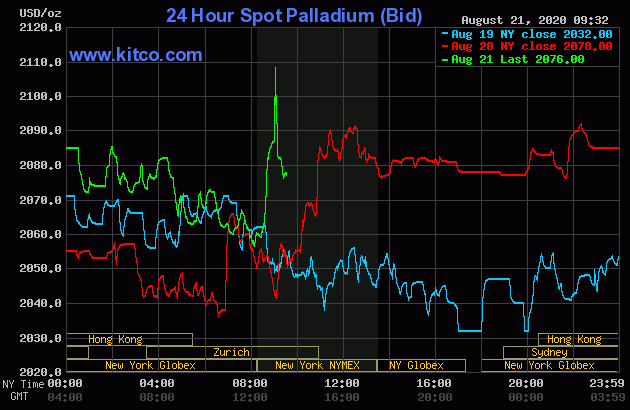 USD/oz
24 Hour Spot Palladium (Bid)
August 21, 2020 09:32
www.kitco.com
Aug 19 NY close 2032.00
Aug 20 NY close 2078.00
Aug 21 Last 2076.00
2120.0
2110.0
2100.0
2090.0
2080.0
2070.0
2060.0
2050.0
2040.0
2030.0
2020.0
Hong Kong Hong Kong
Zurich Sydney
New York Globex New York NYMEX NY Globex New York Globex
NY Time 00:00 04:00 08:00 12:00 16:00 20:00 23:59
GMT 04:00 08:00 12:00 16:00 20:00 00:00 03:59